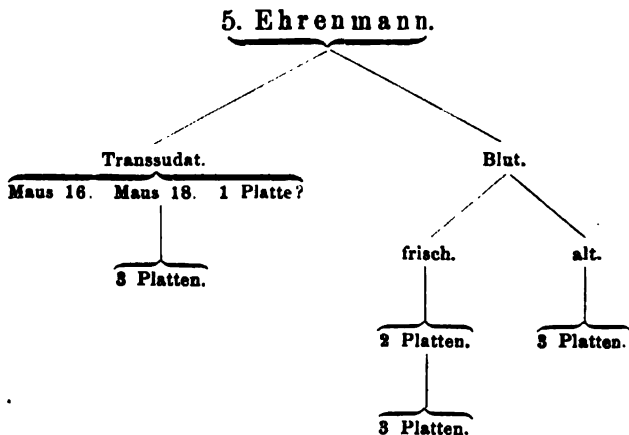 5. Ehrenmann.
Transsudat. Blut.
Maus 16. Maus 18. 1 Platte?
frisch. alt.
3 Platten.
2 Platten. 3 Platten.
3 Platten.